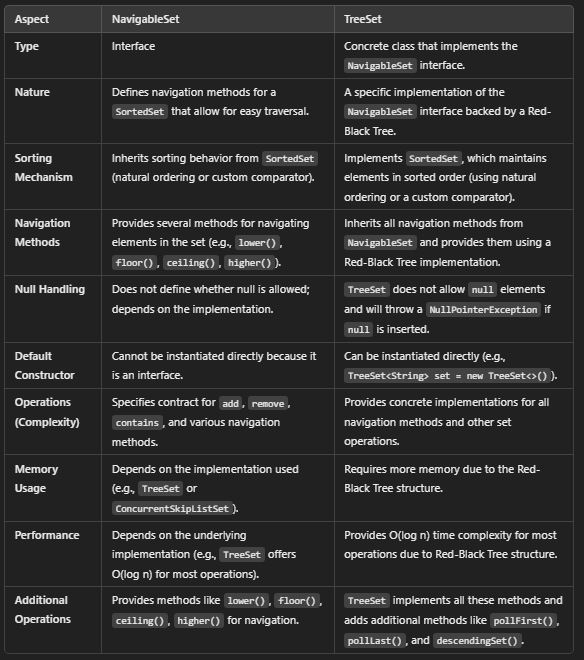 Aspect NavigableSet TreeSet
Type Interface Concrete class that implements the
NavigableSet interface.
Nature Defines navigation methods for a
SortedSet that allow for easy traversal.
A specific implementation of the
NavigableSet interface backed by a Red-
Black Tree.
Sorting
Mechanism
Inherits sorting behavior from SortedSet
(natural ordering or custom comparator).
Implements SortedSet, which maintains
elements in sorted order (using natural
ordering or a custom comparator).
Navigation
Methods
Provides several methods for navigating
elements in the set (e.g., lower(),
floor(), ceiling(), higher()).
Inherits all navigation methods from
NavigableSet and provides them using a
Red-Black Tree implementation.
Null Handling
Does not define whether null is allowed;
depends on the implementation.
TreeSet does not allow null elements
and will throw a NullPointerException if
null is inserted.
Default
Constructor
Cannot be instantiated directly because it
is an interface.
Can be instantiated directly (e.g.,
TreeSet<String> set = new TreeSet<>()).
Operations
(Complexity)
Specifies contract for add, remove,
contains, and various navigation
methods.
Provides concrete implementations for all
navigation methods and other set
operations.
Memory
Usage
Depends on the implementation used
(e.g., TreeSet or
ConcurrentSkipListSet).
Requires more memory due to the Red-
Black Tree structure.
Performance
Depends on the underlying
implementation (e.g., TreeSet offers
O(log n) for most operations).
Provides O(log n) time complexity for most
operations due to Red-Black Tree structure.
Additional
Operations
Provides methods like lower(), floor(),
ceiling(), higher() for navigation.
TreeSet implements all these methods and
adds additional methods like pollFirst(),
pollLast(), and descendingSet().